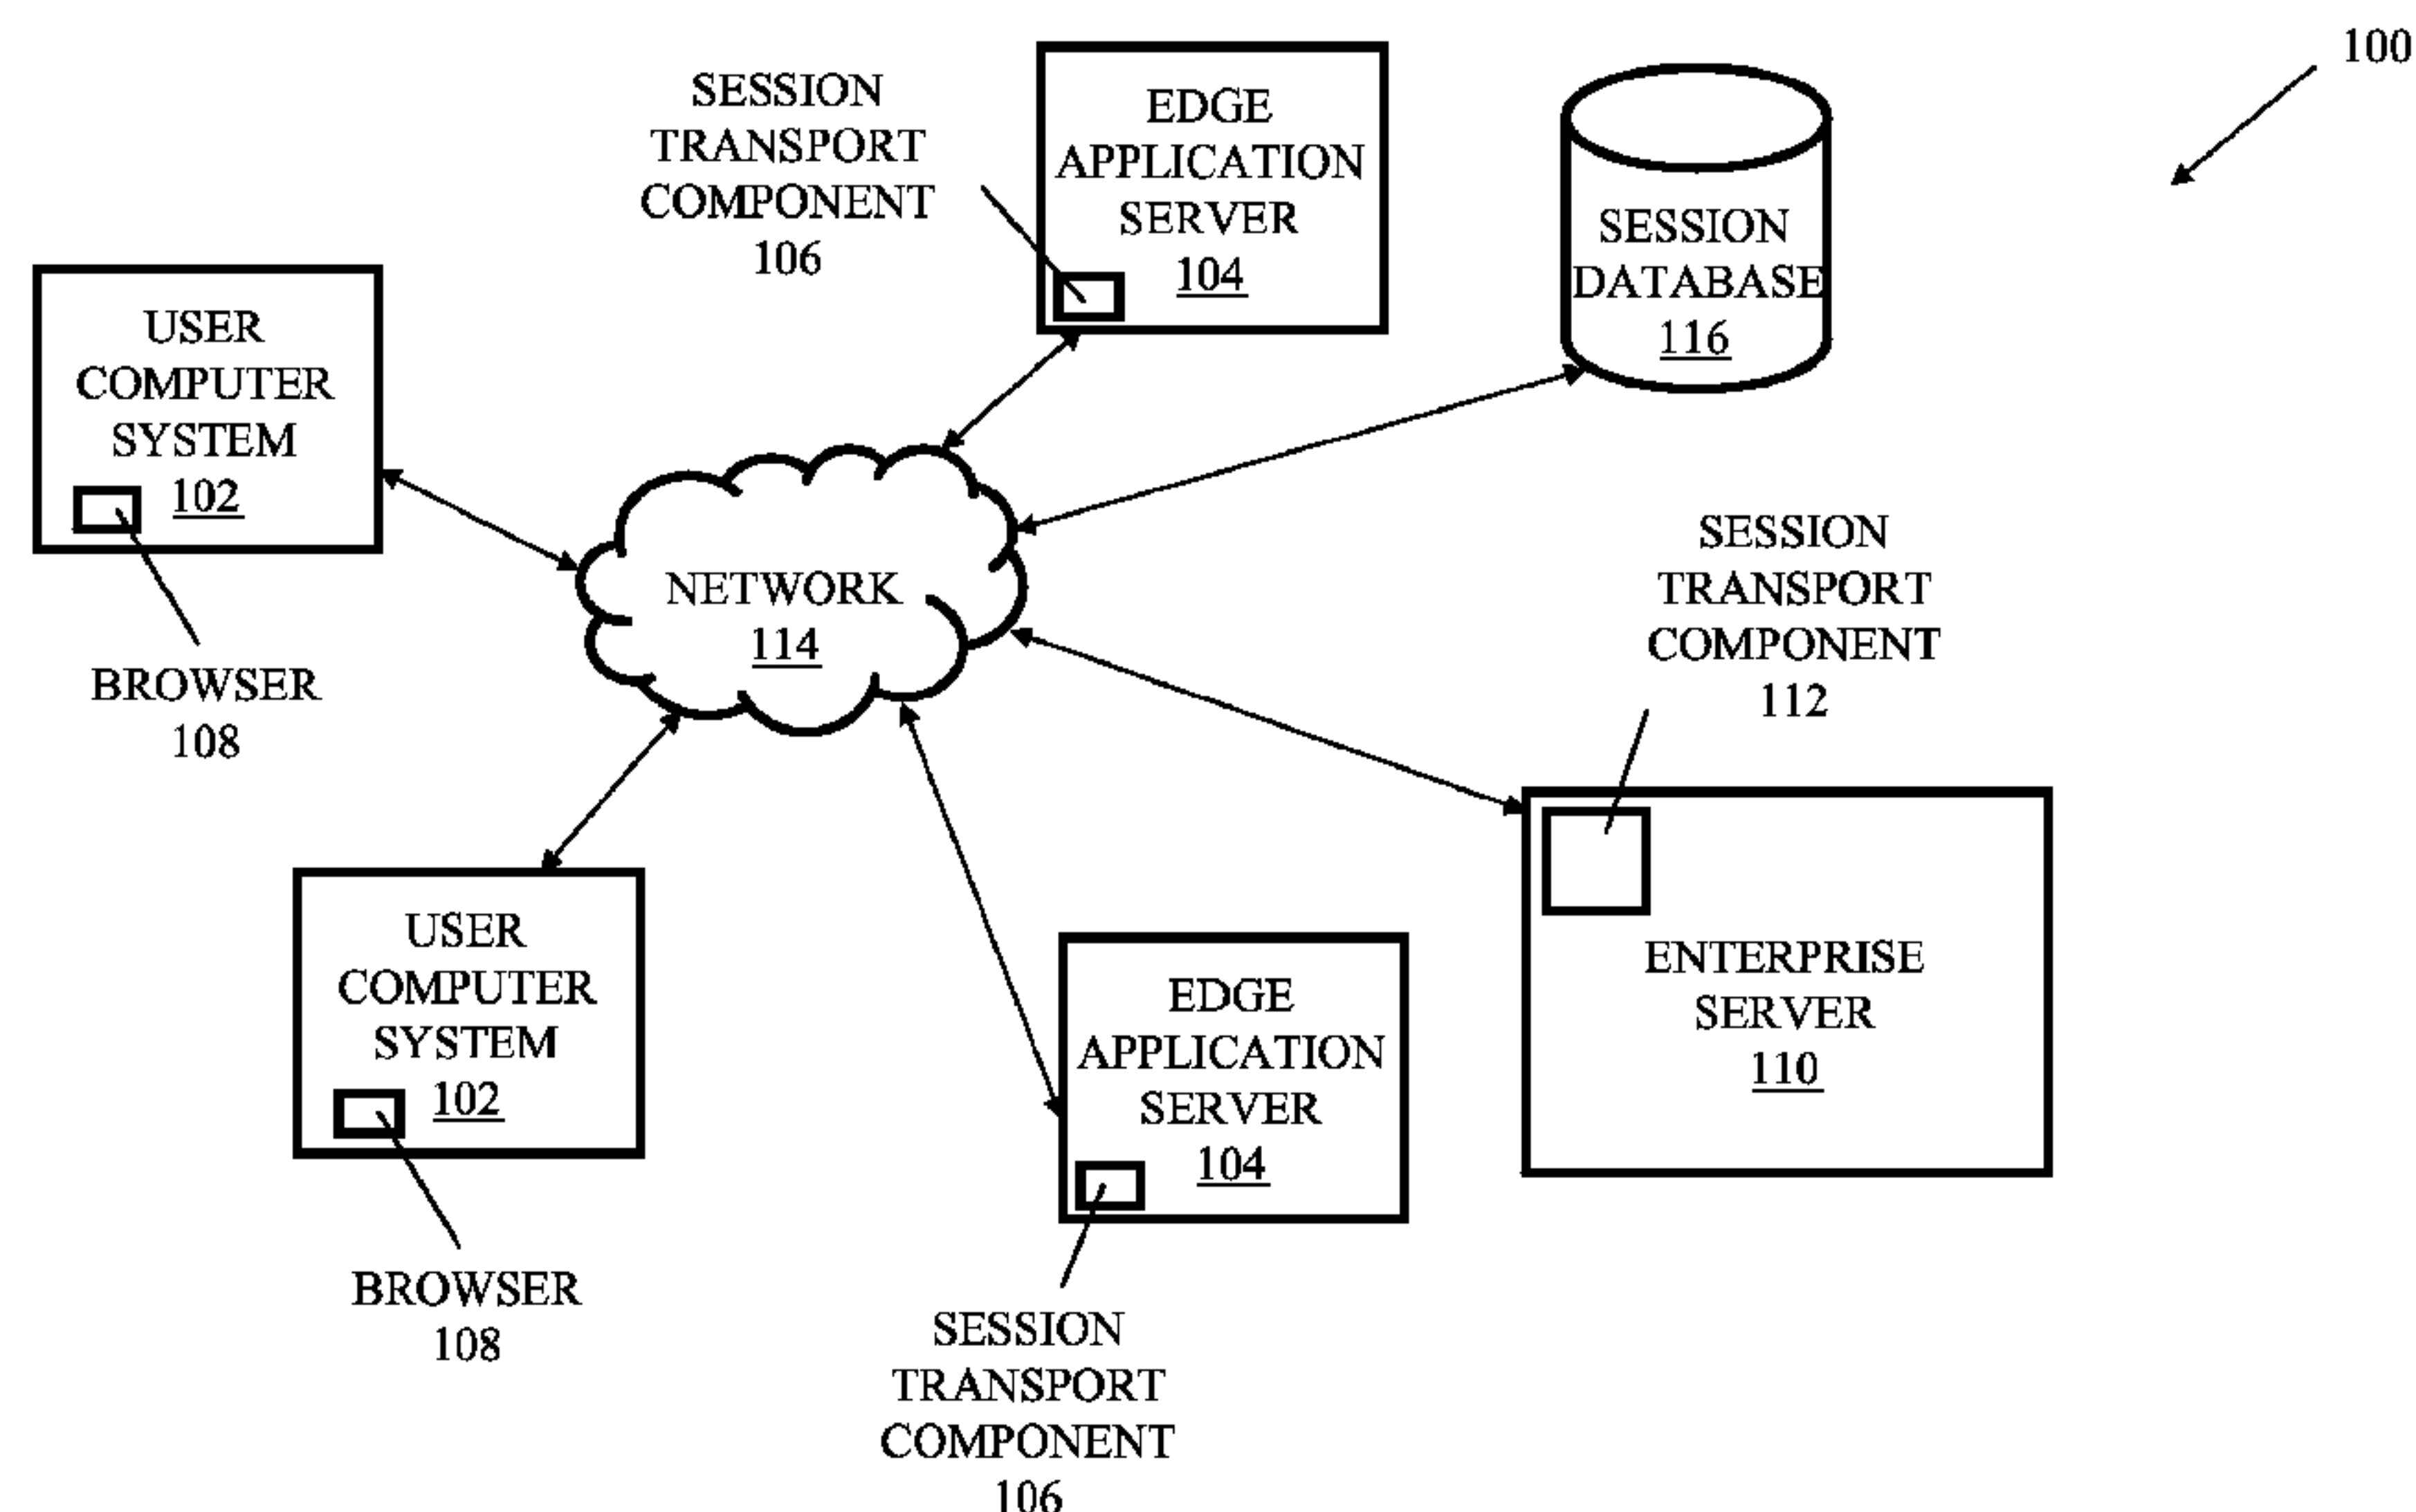 100
SESSION
TRANSPORT
COMPONENT
106
EDGE
APPLICATION
SERVER
104
SESSION
DATABASE
116
USER
COMPUTER
SYSTEM
102
BROWSER
108
NETWORK
114
SESSION
TRANSPORT
COMPONENT
112
ENTERPRISE
SERVER
110
USER
COMPUTER
SYSTEM
102
BROWSER
108
EDGE
APPLICATION
SERVER
104
SESSION
TRANSPORT
COMPONENT
106